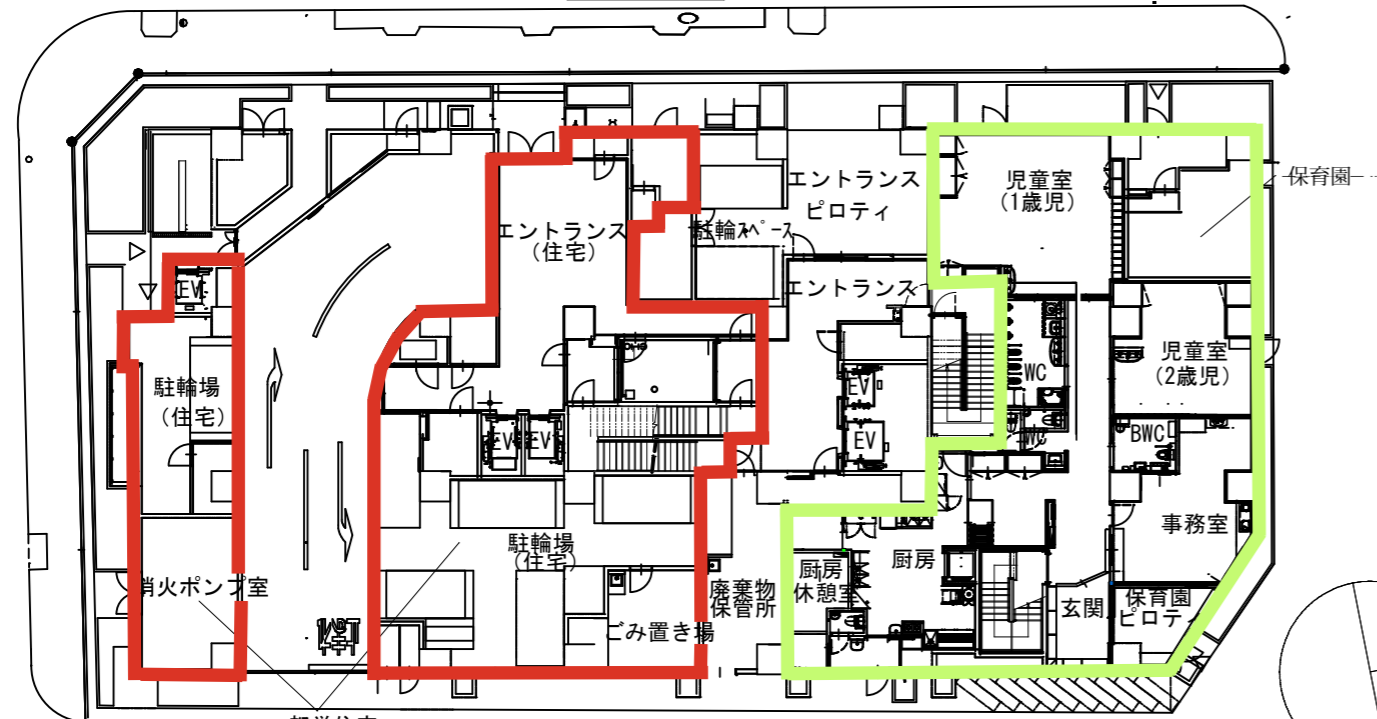 エントランス
ピロティ
児童室
(1歳児)
保育園
エントランス
(住宅)
駐輪スペース
EV
エントランス
駐輪場
(住宅)
児童室
(2歳児)
WC
EV
EV
EV
EV
WC
BWC
駐輪場
(住宅)
事務室
厨房
厨房
休憩室
消火ポンプ室
廃棄物
保管所
ごみ置き場
玄関
保育園
ピロティ